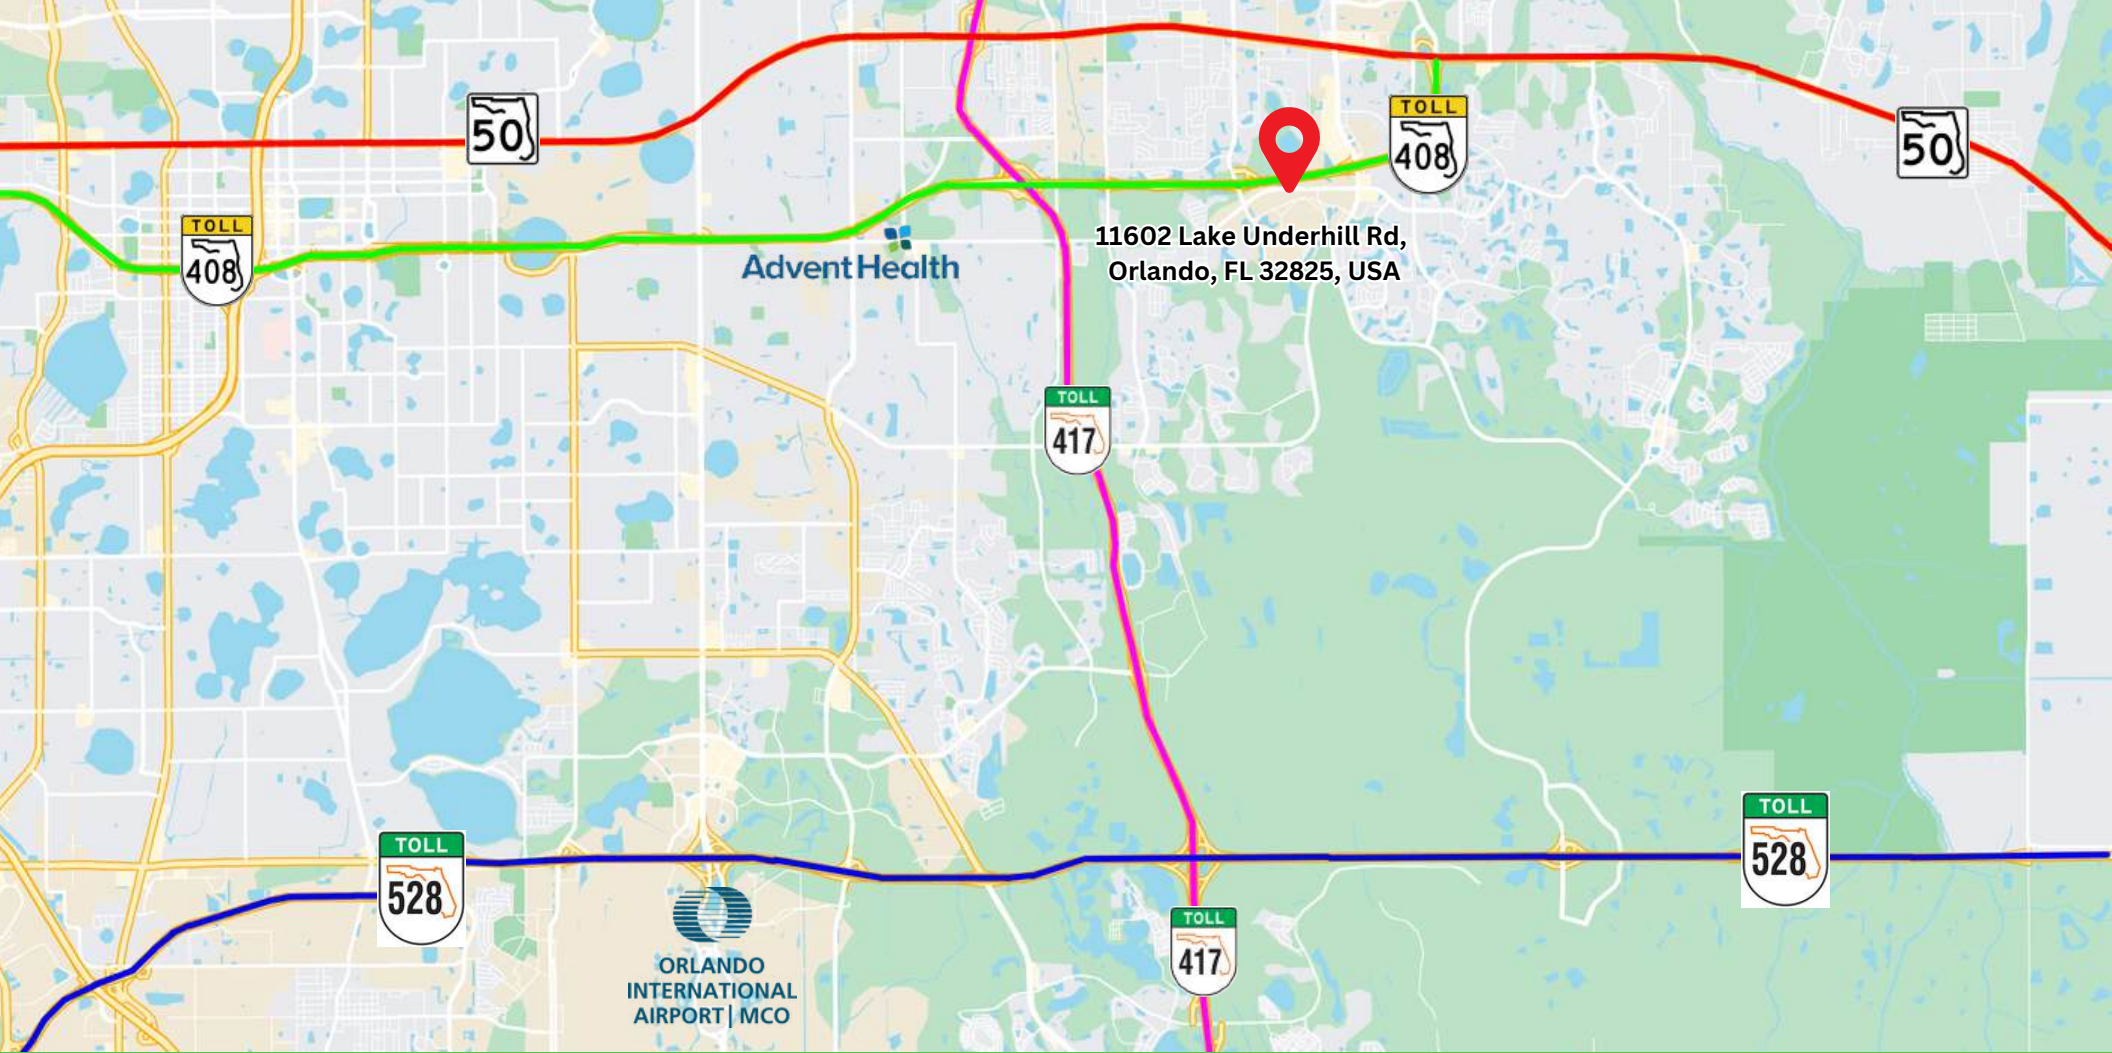 50
TOLL
408
50
TOLL
408
11602 Lake Underhill Rd,
Orlando, FL 32825, USA
AdventHealth
TOLL
417
TOLL
528
TOLL
528
TOLL
417
ORLANDO
INTERNATIONAL
AIRPORT | MCO